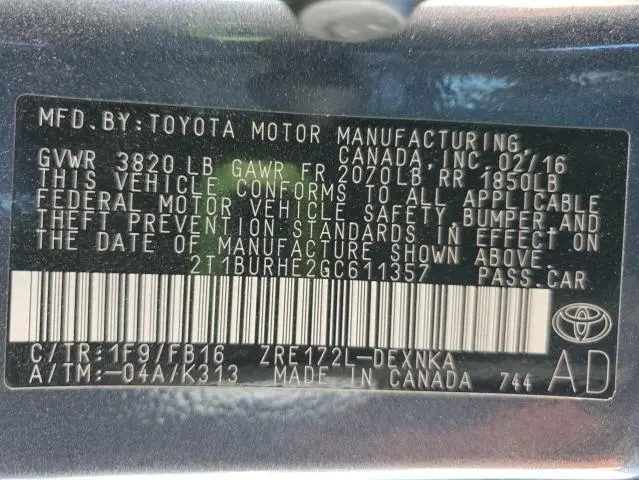 MFD. BY: TOYOTA MOTOR MANUFACTURING,
CANADA, INC. 02/16
GVWR 3820 LB GAWR FR 2070LB, RR 1850LB
THIS VEHICLE CONFORMS TO ALL APPLICABLE
FEDERAL MOTOR VEHICLE SAFETY, BUMPER, AND
THEFT PREVENTION STANDARDS IN EFFECT ON
THE DATE OF MANUFACTURE SHOWN ABOVE.
2T1BURHE2GC611357 PASS. CAR
C/TR: 1F9/FB16 ZRE172L-DEXNKA
A/TM: -04A/K313 MADE IN CANADA 744 AD